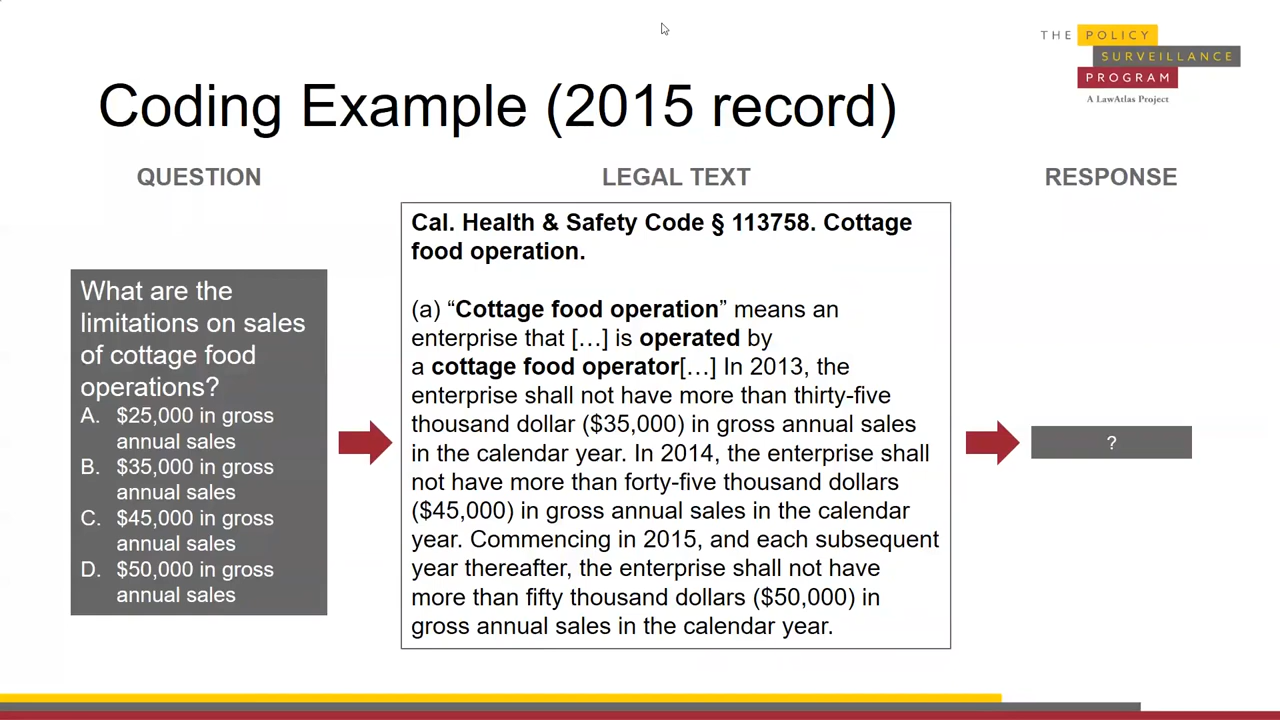 THE POLICY
SURVEILLANCE
PROGRAM
A LawAtlas Project
Coding Example (2015 record)
QUESTION
LEGAL TEXT
RESPONSE
What are the
limitations on sales
of cottage food
operations?
A. $25,000 in gross
annual sales
B. $35,000 in gross
annual sales
C. $45,000 in gross
annual sales
D. $50,000 in gross
annual sales
Cal. Health & Safety Code § 113758. Cottage
food operation.
(a) “Cottage food operation” means an
enterprise that […] is operated by
a cottage food operator[…] In 2013, the
enterprise shall not have more than thirty-five
thousand dollar ($35,000) in gross annual sales
in the calendar year. In 2014, the enterprise shall
not have more than forty-five thousand dollars
($45,000) in gross annual sales in the calendar
year. Commencing in 2015, and each subsequent
year thereafter, the enterprise shall not have
more than fifty thousand dollars ($50,000) in
gross annual sales in the calendar year.
?